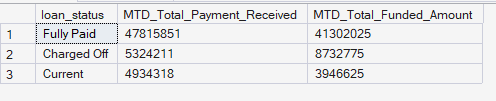 loan_status MTD_Total_Payment_Received MTD_Total_Funded_Amount
1 Fully Paid 47815851 41302025
2 Charged Off 5324211 8732775
3 Current 4934318 3946625